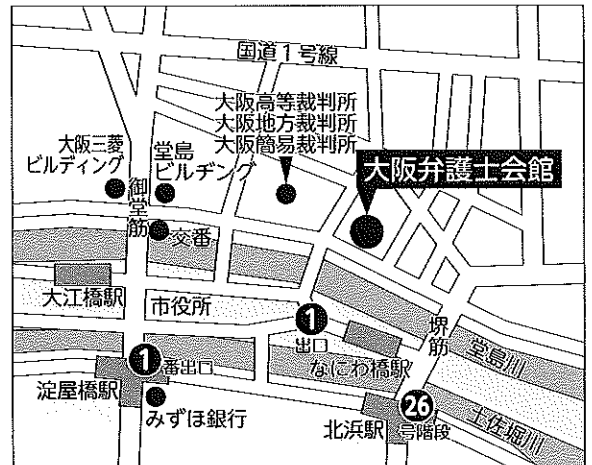 国道1号線
大阪高等裁判所
大阪地方裁判所
大阪簡易裁判所
大阪三菱
ビルディング
堂島
ビルヂング
大阪弁護士会館
御堂筋
交番
大江橋駅
市役所
1
出口
なにわ橋駅
堺筋
堂島川
1
番出口
淀屋橋駅
みずほ銀行
北浜駅
26
号階段
土佐堀川